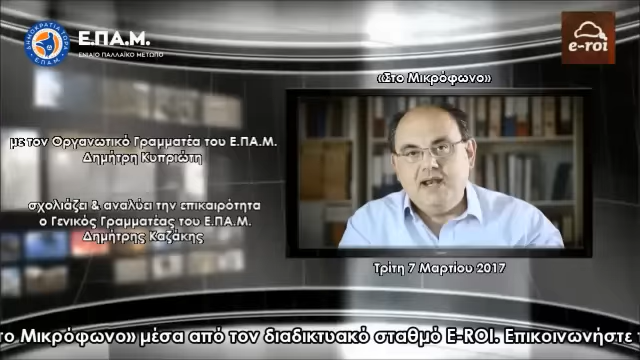 Ε.ΠΑ.Μ.
ΕΝΙΑΙΟ ΠΑΛΛΑΪΚΟ ΜΕΤΩΠΟ
ΔΗΜΟΚΡΑΤΙΑ ΤΩΡΑ
Ε.Π.Α.Μ.
e-roi
«Στο Μικρόφωνο»
με τον Οργανωτικό Γραμματέα του Ε.ΠΑ.Μ.
Δημήτρη Κυπριώτη
σχολιάζει & αναλύει την επικαιρότητα
ο Γενικός Γραμματέας του Ε.ΠΑ.Μ.
Δημήτρης Καζάκης
Τρίτη 7 Μαρτίου 2017
το Μικρόφωνο» μέσα από τον διαδικτυακό σταθμό E-ROI. Επικοινωνήστε